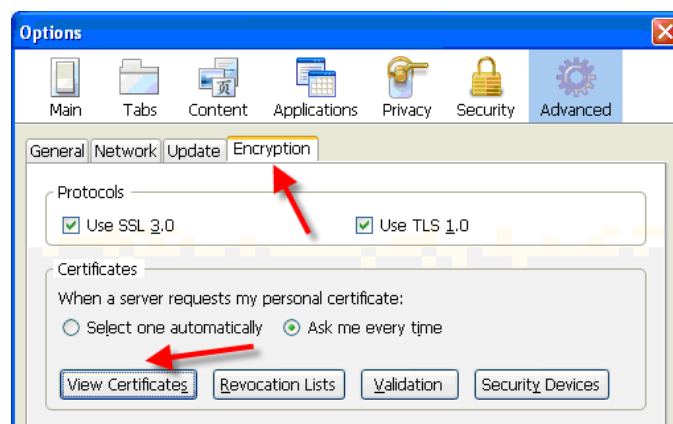 Options
Main Tabs Content Applications Privacy Security Advanced
General Network Update Encryption
Protocols
Use SSL 3.0 Use TLS 1.0
Certificates
When a server requests my personal certificate:
Select one automatically Ask me every time
View Certificates Revocation Lists Validation Security Devices